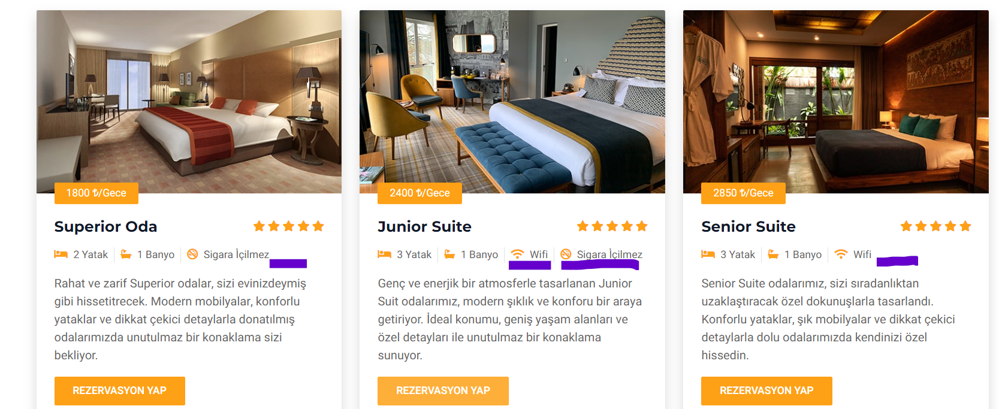 1800 ₺/Gece
Superior Oda
2 Yatak 1 Banyo Sigara İçilmez
Rahat ve zarif Superior odalar, sizi evinizdeymiş
gibi hissetitrecek. Modern mobilyalar, konforlu
yataklar ve dikkat çekici detaylarla donatılmış
odalarımızda unutulmaz bir konaklama sizi
bekliyor.
REZERVASYON YAP
2400 ₺/Gece
Junior Suite
3 Yatak 1 Banyo Wifi Sigara İçilmez
Genç ve enerjik bir atmosferle tasarlanan Junior
Suit odalarımız, modern şıklık ve konforu bir araya
getiriyor. İdeal konumu, geniş yaşam alanları ve
özel detayları ile unutulmaz bir konaklama
sunuyor.
REZERVASYON YAP
2850 ₺/Gece
Senior Suite
3 Yatak 1 Banyo Wifi
Senior Suite odalarımız, sizi sıradanlıktan
uzaklaştıracak özel dokunuşlarla tasarlandı.
Konforlu yataklar, şık mobilyalar ve dikkat çekici
detaylarla dolu odalarımızda kendinizi özel
hissedin.
REZERVASYON YAP